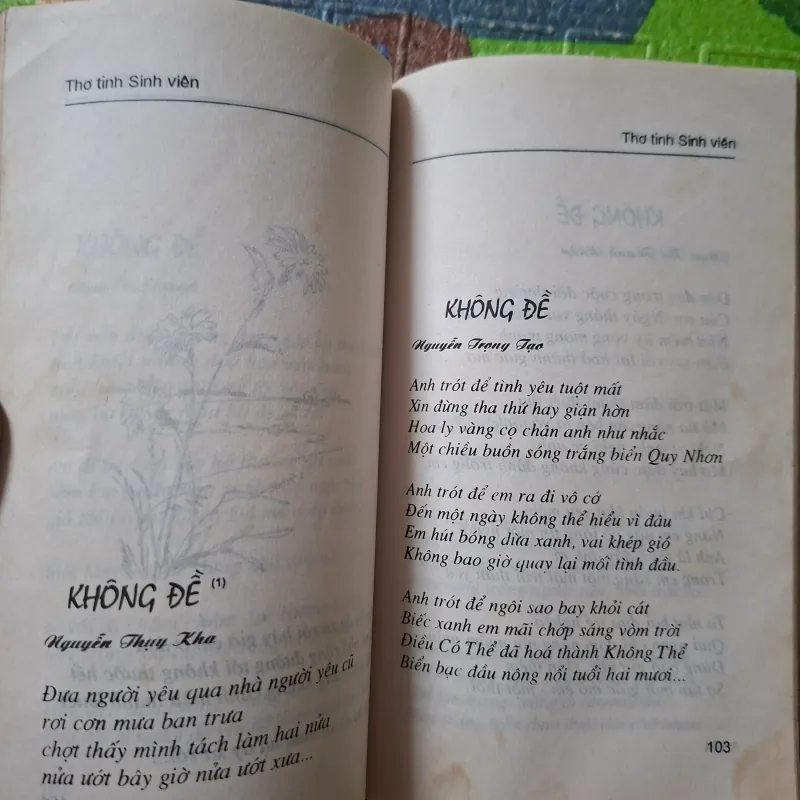 Thơ tình Sinh viên
KHÔNG ĐỀ (1)
Nguyễn Thụy Kha
Đưa người yêu qua nhà người yêu cũ
rơi cơn mưa ban trưa
chợt thấy mình tách làm hai nửa
nửa ướt bây giờ nửa ướt xưa...
Thơ tình Sinh viên
KHÔNG ĐỀ
Nguyễn Trọng Tạo
Anh trót để tình yêu tuột mất
Xin đừng tha thứ hay giận hờn
Hoa ly vàng cọ chân anh như nhắc
Một chiều buồn sóng trắng biển Quy Nhơn
Anh trót để em ra đi vô cớ
Đến một ngày không thể hiểu vì đâu
Em hút bóng dừa xanh, vai khép gió
Không bao giờ quay lại mối tình đầu.
Anh trót để ngôi sao bay khỏi cát
Biếc xanh em mãi chớp sáng vòm trời
Điều Có Thể đã hoá thành Không Thể
Biển bạc đầu nông nổi tuổi hai mươi...
103